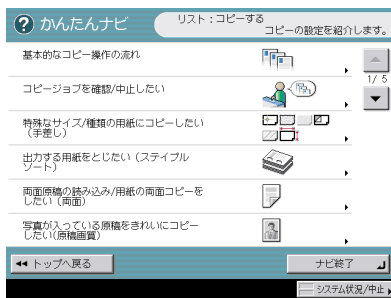 ? かんたんナビ
リスト：コピーする
コピーの設定を紹介します。
基本的なコピー操作の流れ
1/ 5
コピージョブを確認/中止したい
特殊なサイズ/種類の用紙にコピーしたい
（手差し）
出力する用紙をとじたい（ステイプル
ソート）
両面原稿の読み込み/用紙の両面コピーを
したい（両面）
写真が入っている原稿をきれいにコピー
したい(原稿画質)
トップへ戻る
ナビ終了
システム状況/中止